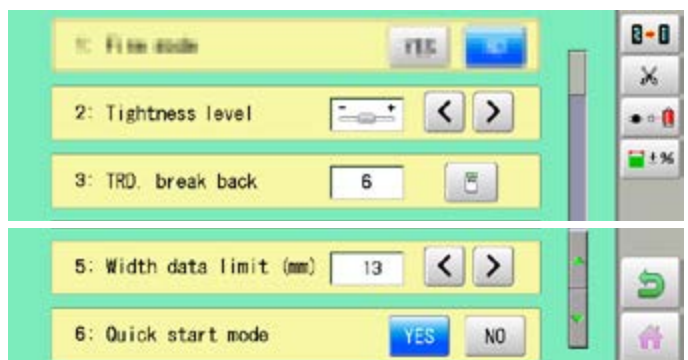 2: Tightness level
- +
3: TRD. break back 6
5: Width data limit (mm) 13
6: Quick start mode YES NO
± %